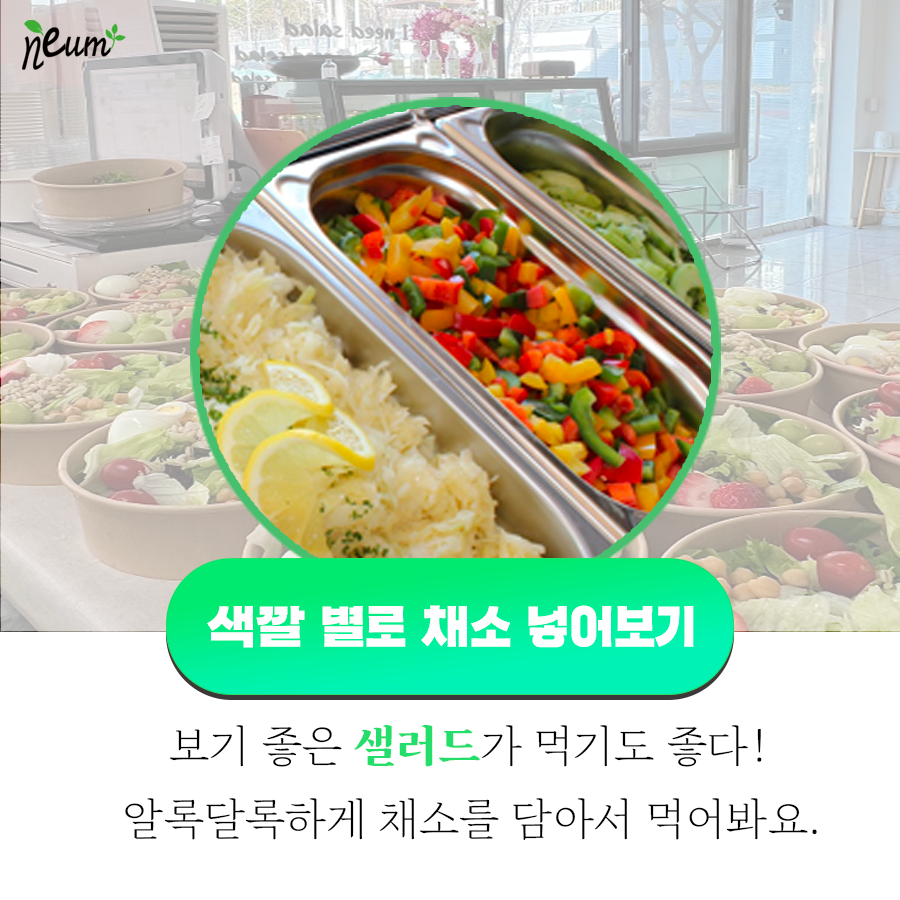 neum
i need salad
색깔 별로 채소 넣어보기
보기 좋은 샐러드가 먹기도 좋다!
알록달록하게 채소를 담아서 먹어봐요.